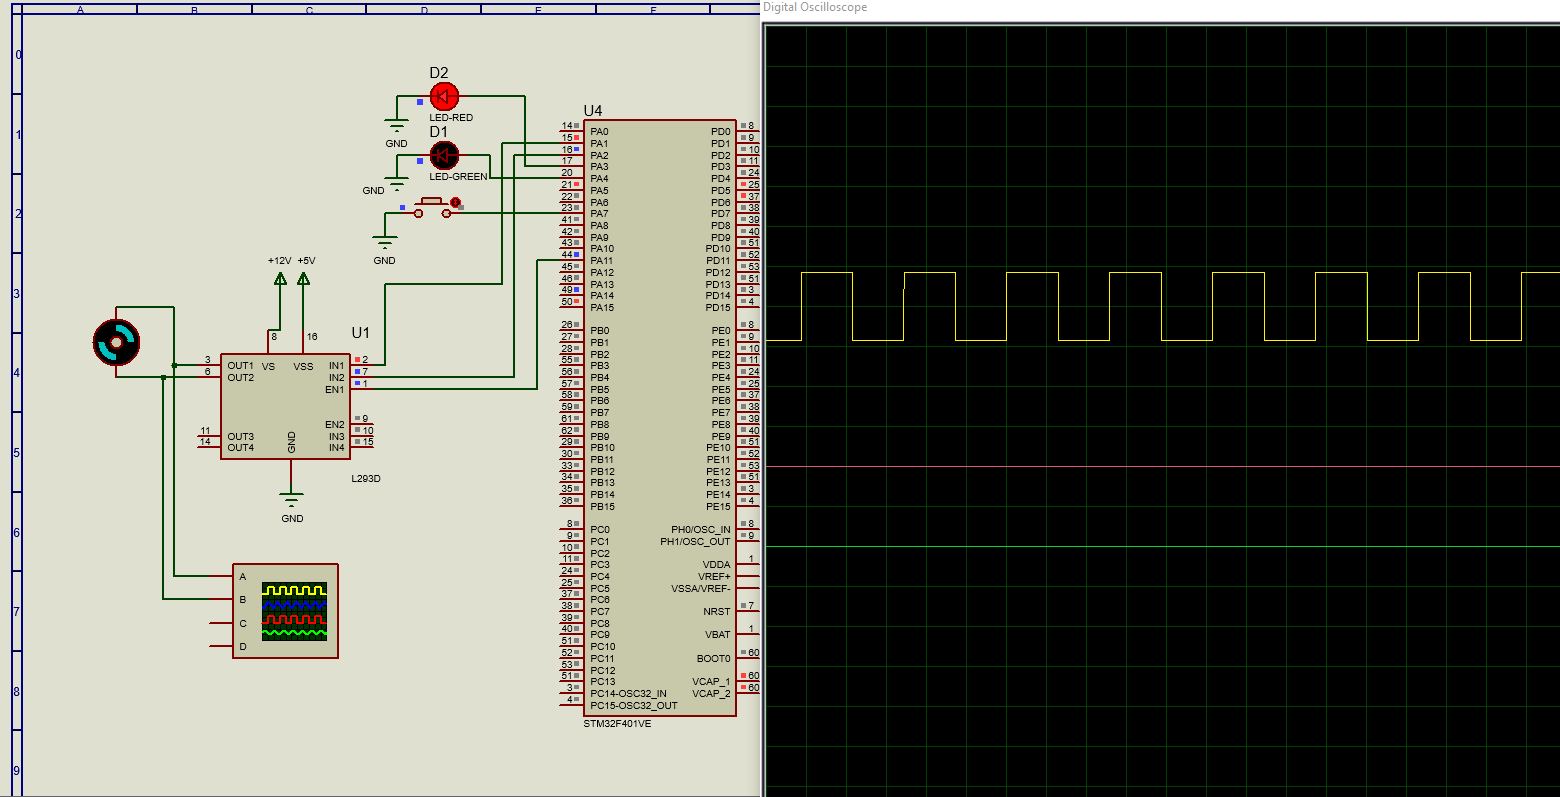 Digital Oscilloscope
A B C D E F
0
1
2
3
4
5
6
7
8
9
D2
LED-RED
GND
D1
LED-GREEN
GND
GND
+12V +5V
U1
8 16
3 OUT1 VS VSS IN1 2
6 OUT2 IN2 7
EN1 1
EN2 9
11 OUT3 GND IN3 10
14 OUT4 IN4 15
L293D
GND
A
B
C
D
U4
14 PA0 PD0 8
15 PA1 PD1 9
16 PA2 PD2 10
17 PA3 PD3 11
20 PA4 PD4 24
21 PA5 PD5 25
22 PA6 PD6 37
23 PA7 PD7 38
41 PA8 PD8 39
42 PA9 PD9 40
43 PA10 PD10 51
44 PA11 PD11 52
45 PA12 PD12 53
46 PA13 PD13 51
49 PA14 PD14 3
50 PA15 PD15 4
26 PB0 PE0 8
27 PB1 PE1 9
28 PB2 PE2 10
55 PB3 PE3 11
56 PB4 PE4 24
57 PB5 PE5 25
58 PB6 PE6 37
59 PB7 PE7 38
61 PB8 PE8 39
62 PB9 PE9 40
29 PB10 PE10 51
30 PB11 PE11 52
33 PB12 PE12 53
34 PB13 PE13 51
35 PB14 PE14 3
36 PB15 PE15 4
8 PC0 PH0/OSC_IN 8
9 PC1 PH1/OSC_OUT 9
10 PC2
11 PC3 VDDA 1
24 PC4 VREF+
25 PC5 VSSA/VREF-
37 PC6
38 PC7 NRST 7
39 PC8
40 PC9 VBAT 1
51 PC10
52 PC11 BOOT0 60
53 PC12
51 PC13 VCAP_1 60
3 PC14-OSC32_IN VCAP_2 60
4 PC15-OSC32_OUT
STM32F401VE